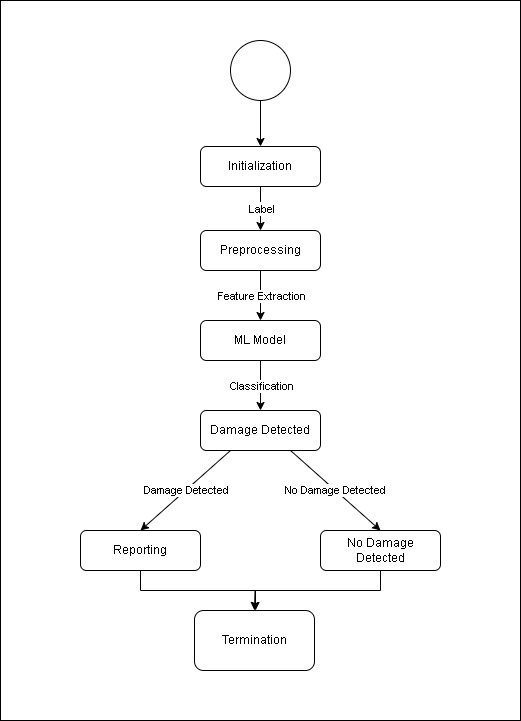 Initialization
Label
Preprocessing
Feature Extraction
ML Model
Classification
Damage Detected
Damage Detected
No Damage Detected
Reporting
No Damage
Detected
Termination